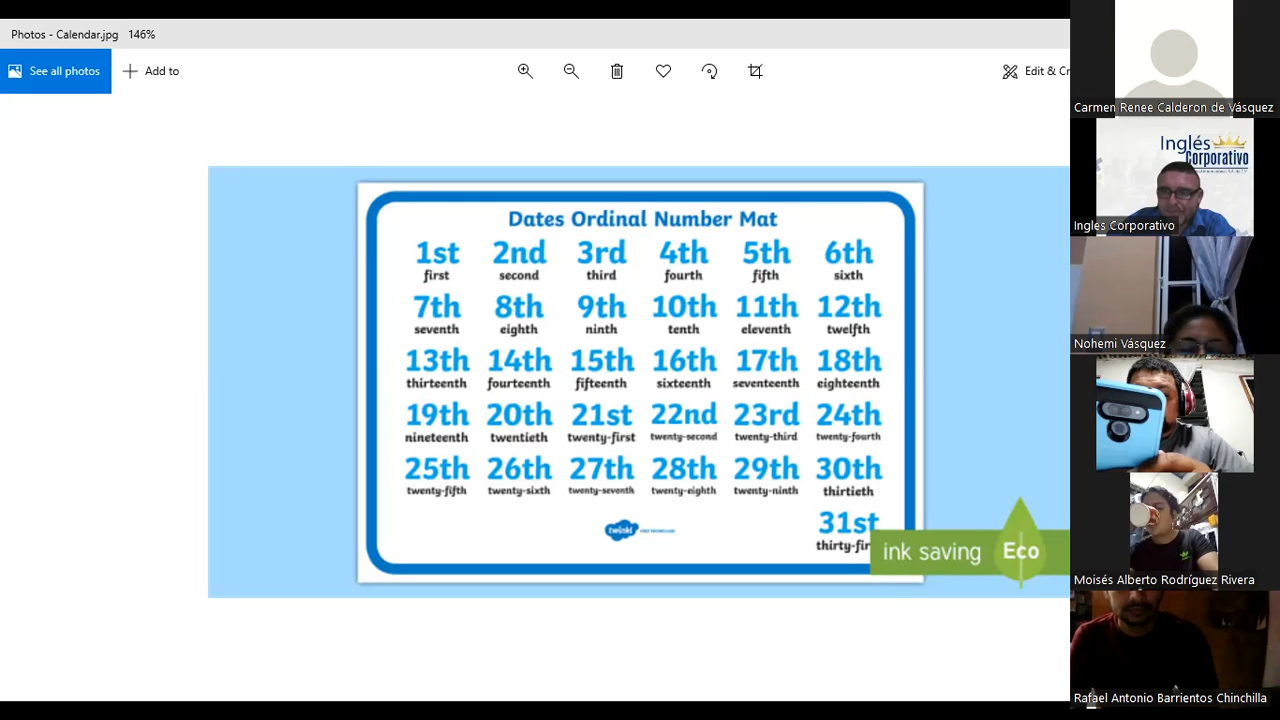 Photos - Calendar.jpg 146%
See all photos
Add to
Edit & Cr
Dates Ordinal Number Mat
1st 2nd 3rd 4th 5th 6th
first second third fourth fifth sixth
7th 8th 9th 10th 11th 12th
seventh eighth ninth tenth eleventh twelfth
13th 14th 15th 16th 17th 18th
thirteenth fourteenth fifteenth sixteenth seventeenth eighteenth
19th 20th 21st 22nd 23rd 24th
nineteenth twentieth twenty-first twenty-second twenty-third twenty-fourth
25th 26th 27th 28th 29th 30th
twenty-fifth twenty-sixth twenty-seventh twenty-eighth twenty-ninth thirtieth
31st
thirty-fir
twinkl
ink saving Eco
Carmen Renee Calderon de Vásquez
Inglés
Corporativo
Ingles Corporativo
Nohemi Vásquez
Moisés Alberto Rodríguez Rivera
Rafael Antonio Barrientos Chinchilla